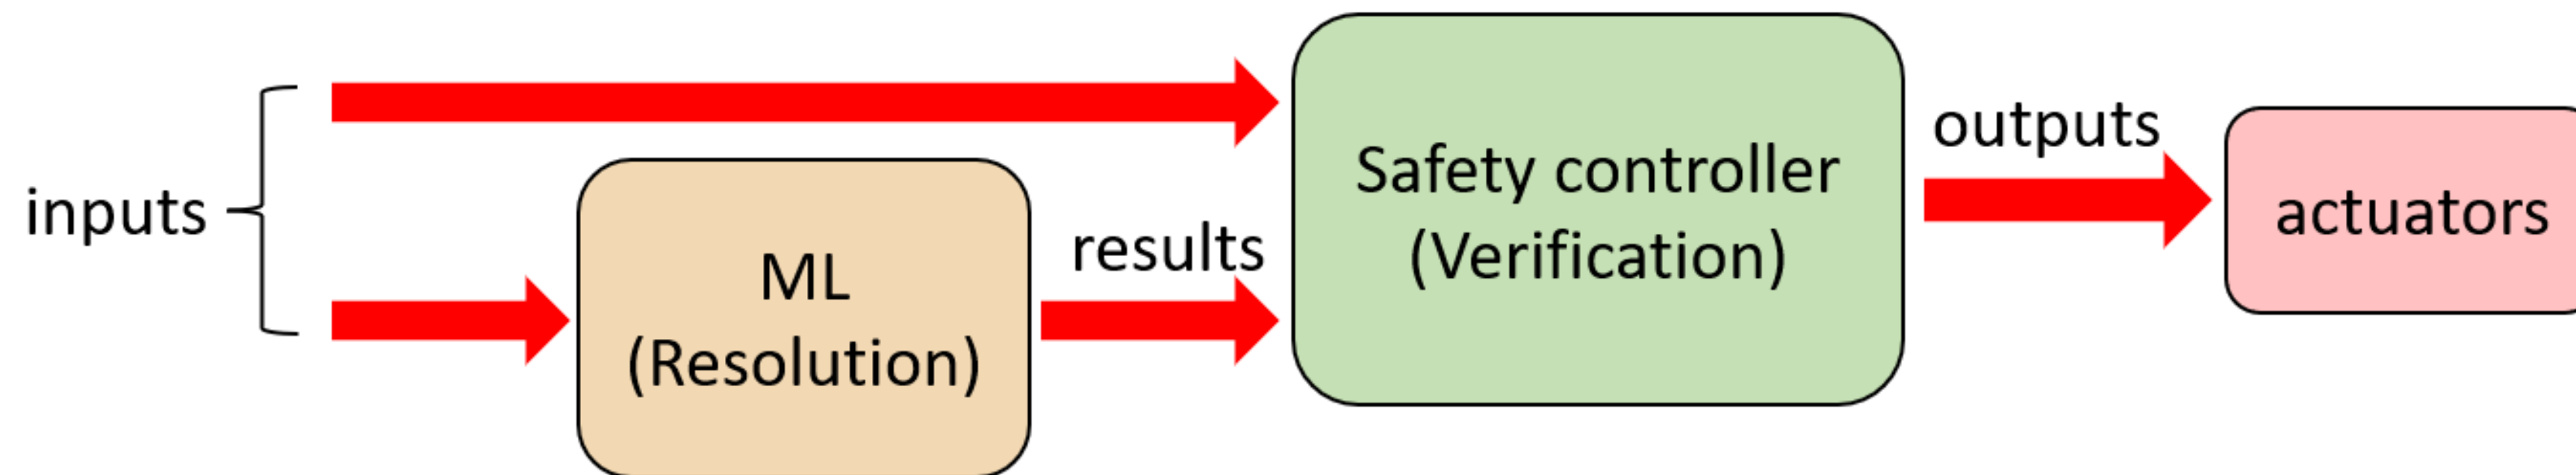 inputs
ML
(Resolution)
results
Safety controller
(Verification)
outputs
actuators